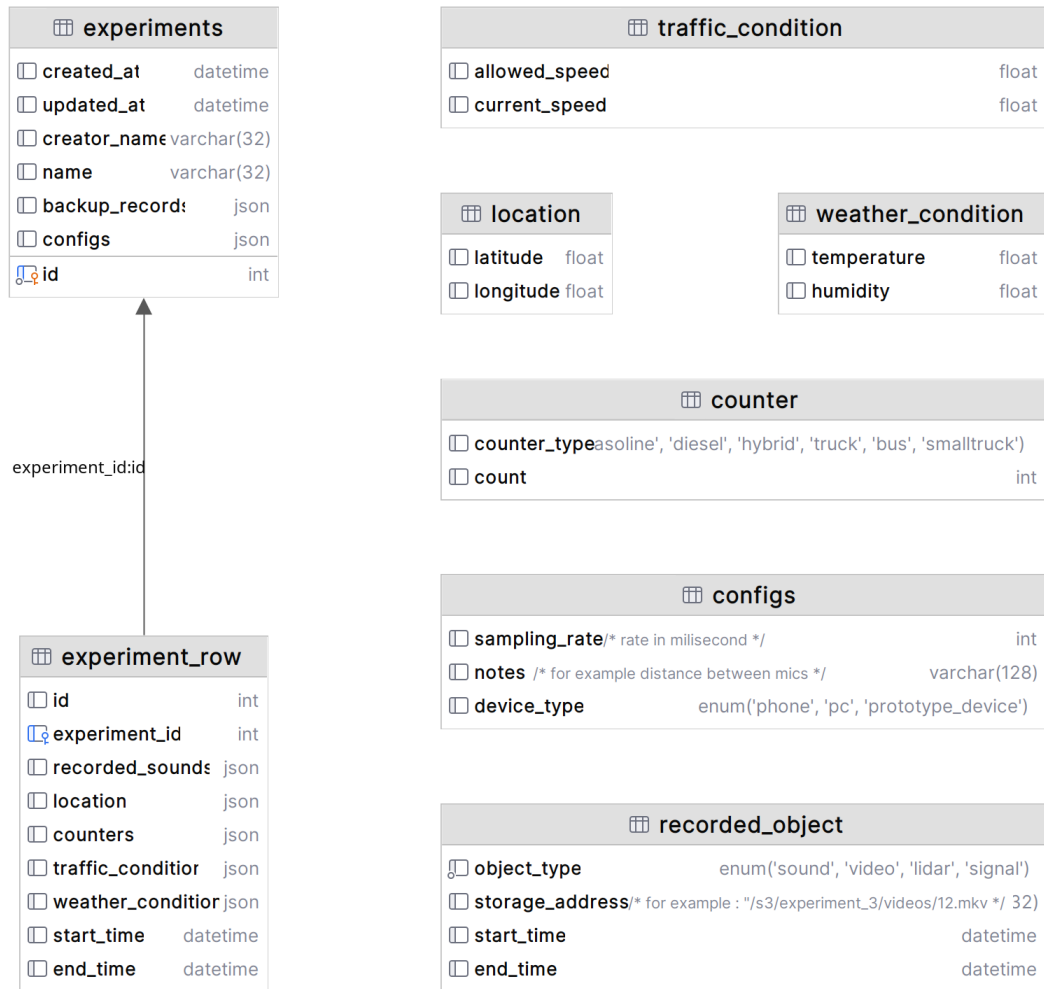 experiments
created_at datetime
updated_at datetime
creator_name varchar(32)
name varchar(32)
backup_records json
configs json
id int
experiment_id:id
experiment_row
id int
experiment_id int
recorded_sounds json
location json
counters json
traffic_condition json
weather_condition json
start_time datetime
end_time datetime
traffic_condition
allowed_speed float
current_speed float
location
latitude float
longitude float
weather_condition
temperature float
humidity float
counter
counter_type asoline', 'diesel', 'hybrid', 'truck', 'bus', 'smalltruck')
count int
configs
sampling_rate /* rate in milisecond */ int
notes /* for example distance between mics */ varchar(128)
device_type enum('phone', 'pc', 'prototype_device')
recorded_object
object_type enum('sound', 'video', 'lidar', 'signal')
storage_address /* for example : "/s3/experiment_3/videos/12.mkv */ 32)
start_time datetime
end_time datetime